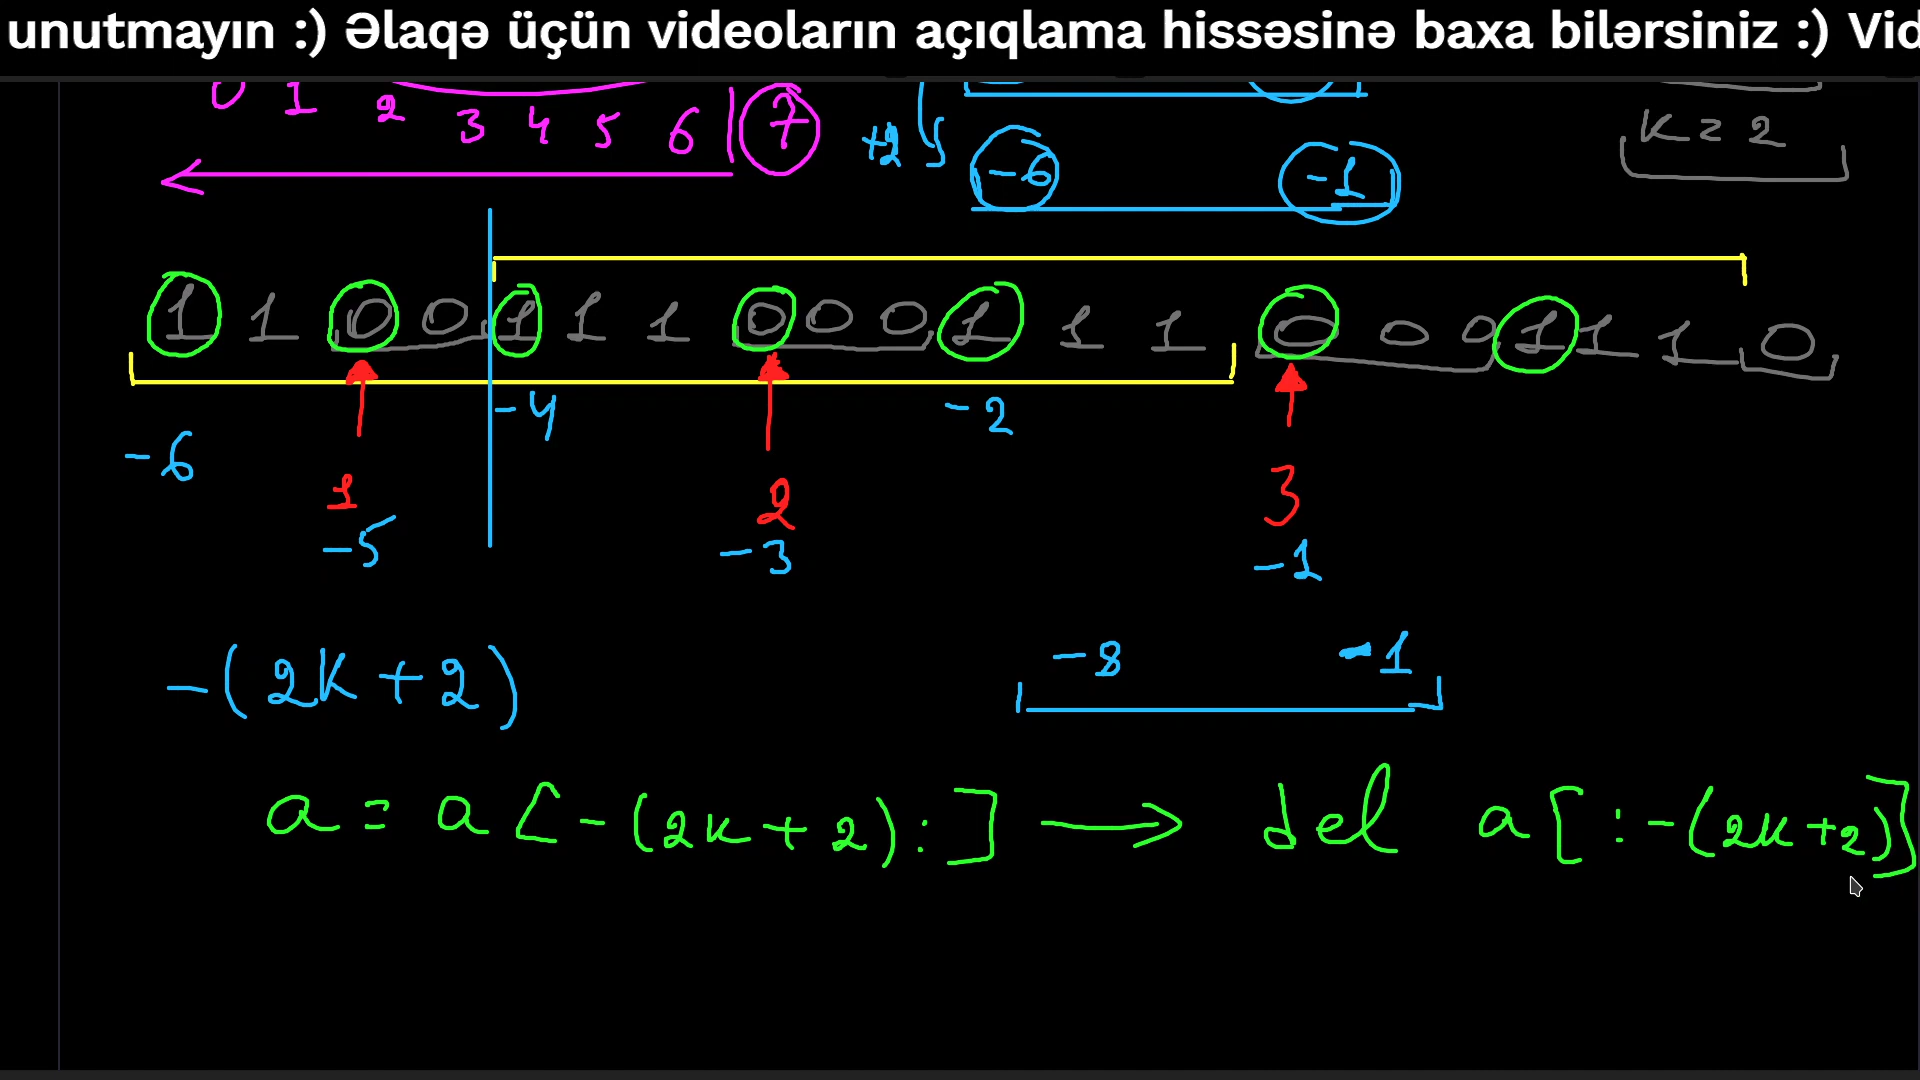 unutmayın :) Əlaqə üçün videoların açıqlama hissəsinə baxa bilərsiniz :) Vid
0 1 2 3 4 5 6 7 +2 -6 -1 K = 2
1 1 0 0 1 1 1 0 0 0 1 1 1 0 0 0 1 1 1 0
-6 -4 -2
1 2 3
-5 -3 -1
-(2K+2) -8 -1
a = a[-(2K+2):] → del a[:-(2K+2)]